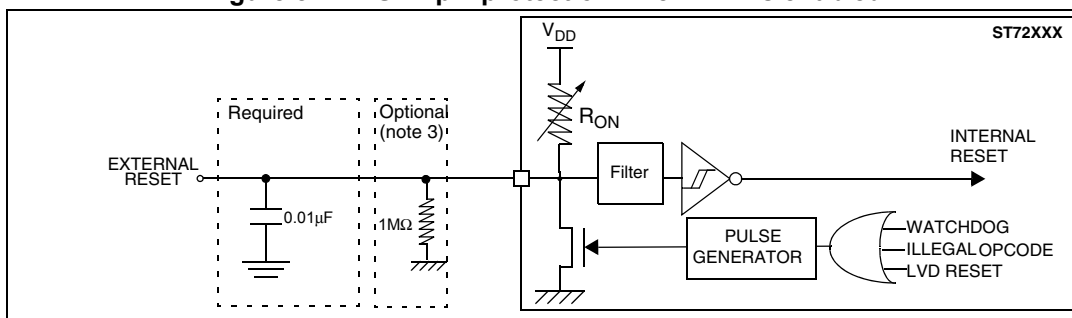 ST72XXX
VDD
Required
Optional
(note 3)
RON
INTERNAL
RESET
EXTERNAL
RESET
Filter
0.01μF
1MΩ
PULSE
GENERATOR
WATCHDOG
ILLEGAL OPCODE
LVD RESET